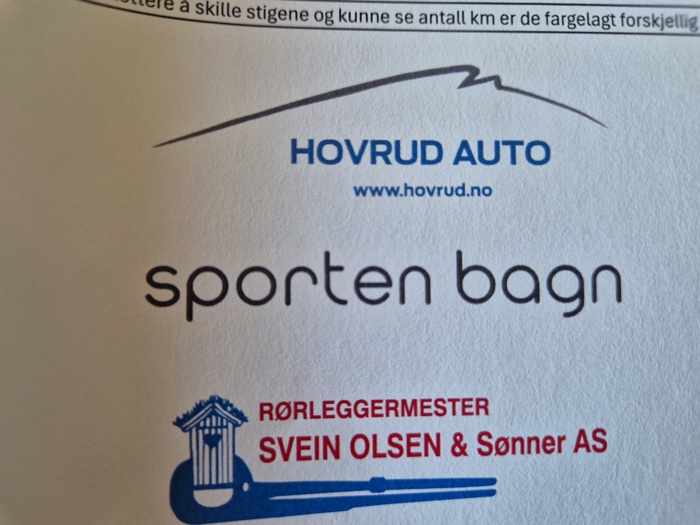 å skille stigene og kunne se antall km er de fargelagt forskjellig
HOVRUD AUTO
www.hovrud.no
sporten bagn
RØRLEGGERMESTER
SVEIN OLSEN & Sønner AS